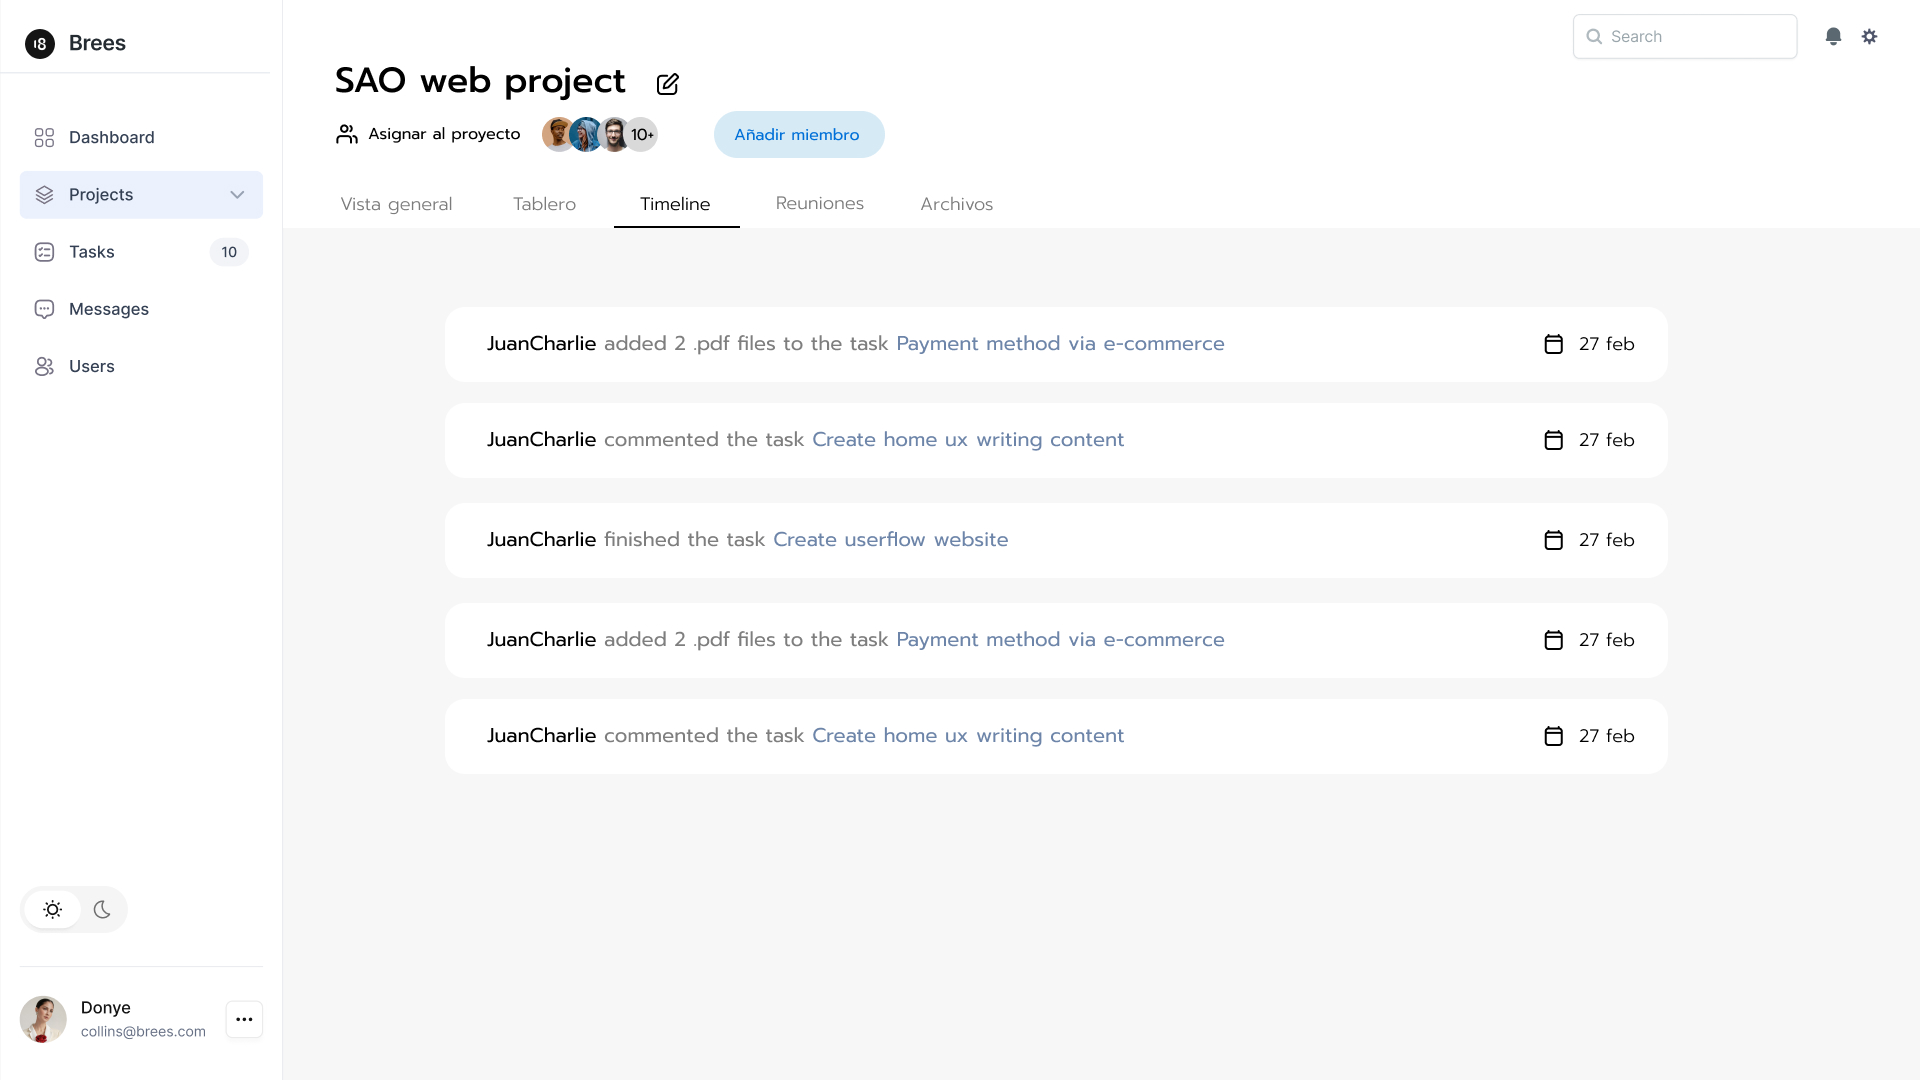 Brees
Search
SAO web project
Asignar al proyecto
10+
Añadir miembro
Vista general
Tablero
Timeline
Reuniones
Archivos
Dashboard
Projects
Tasks
10
Messages
Users
JuanCharlie added 2 .pdf files to the task Payment method via e-commerce
27 feb
JuanCharlie commented the task Create home ux writing content
27 feb
JuanCharlie finished the task Create userflow website
27 feb
JuanCharlie added 2 .pdf files to the task Payment method via e-commerce
27 feb
JuanCharlie commented the task Create home ux writing content
27 feb
Donye
collins@brees.com